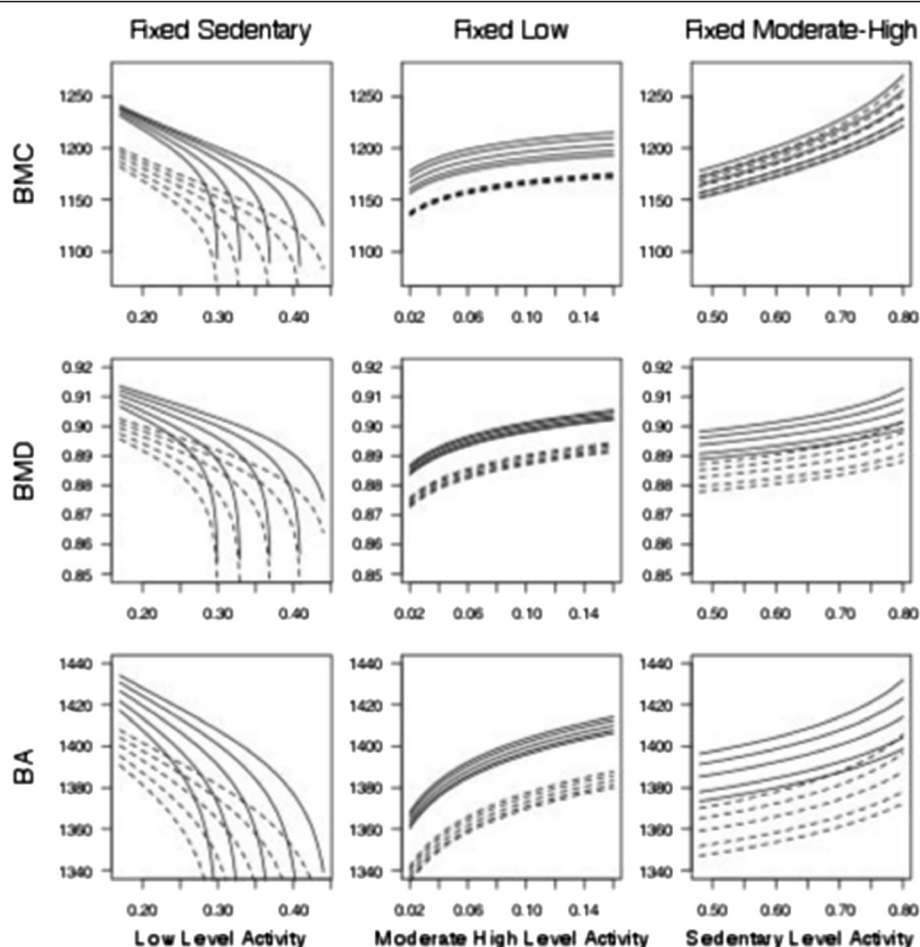 Fixed Sedentary Fixed Low Fixed Moderate-High
BMC
1250 1250 1250
1200 1200 1200
1150 1150 1150
1100 1100 1100
0.20 0.30 0.40 0.02 0.06 0.10 0.14 0.50 0.60 0.70 0.80
BMD
0.92 0.92 0.92
0.91 0.91 0.91
0.90 0.90 0.90
0.89 0.89 0.89
0.88 0.88 0.88
0.87 0.87 0.87
0.86 0.86 0.86
0.85 0.85 0.85
0.20 0.30 0.40 0.02 0.06 0.10 0.14 0.50 0.60 0.70 0.80
BA
1440 1440 1440
1420 1420 1420
1400 1400 1400
1380 1380 1380
1360 1360 1360
1340 1340 1340
0.20 0.30 0.40 0.02 0.06 0.10 0.14 0.50 0.60 0.70 0.80
Low Level Activity Moderate High Level Activity Sedentary Level Activity